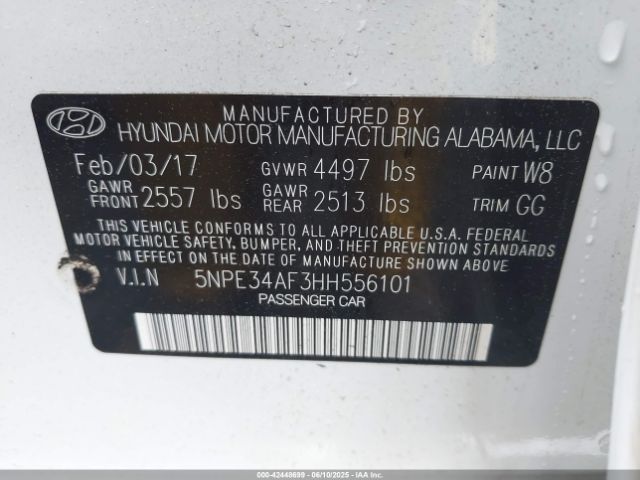 MANUFACTURED BY
HYUNDAI MOTOR MANUFACTURING ALABAMA, LLC
Feb/03/17 GVWR 4497 lbs PAINT W8
GAWR FRONT 2557 lbs GAWR REAR 2513 lbs TRIM GG
THIS VEHICLE CONFORMS TO ALL APPLICABLE U.S.A. FEDERAL
MOTOR VEHICLE SAFETY, BUMPER, AND THEFT PREVENTION STANDARDS
IN EFFECT ON THE DATE OF MANUFACTURE SHOWN ABOVE.
V.I.N 5NPE34AF3HH556101
PASSENGER CAR
000-42448699 - 06/10/2025 - IAAI.COM